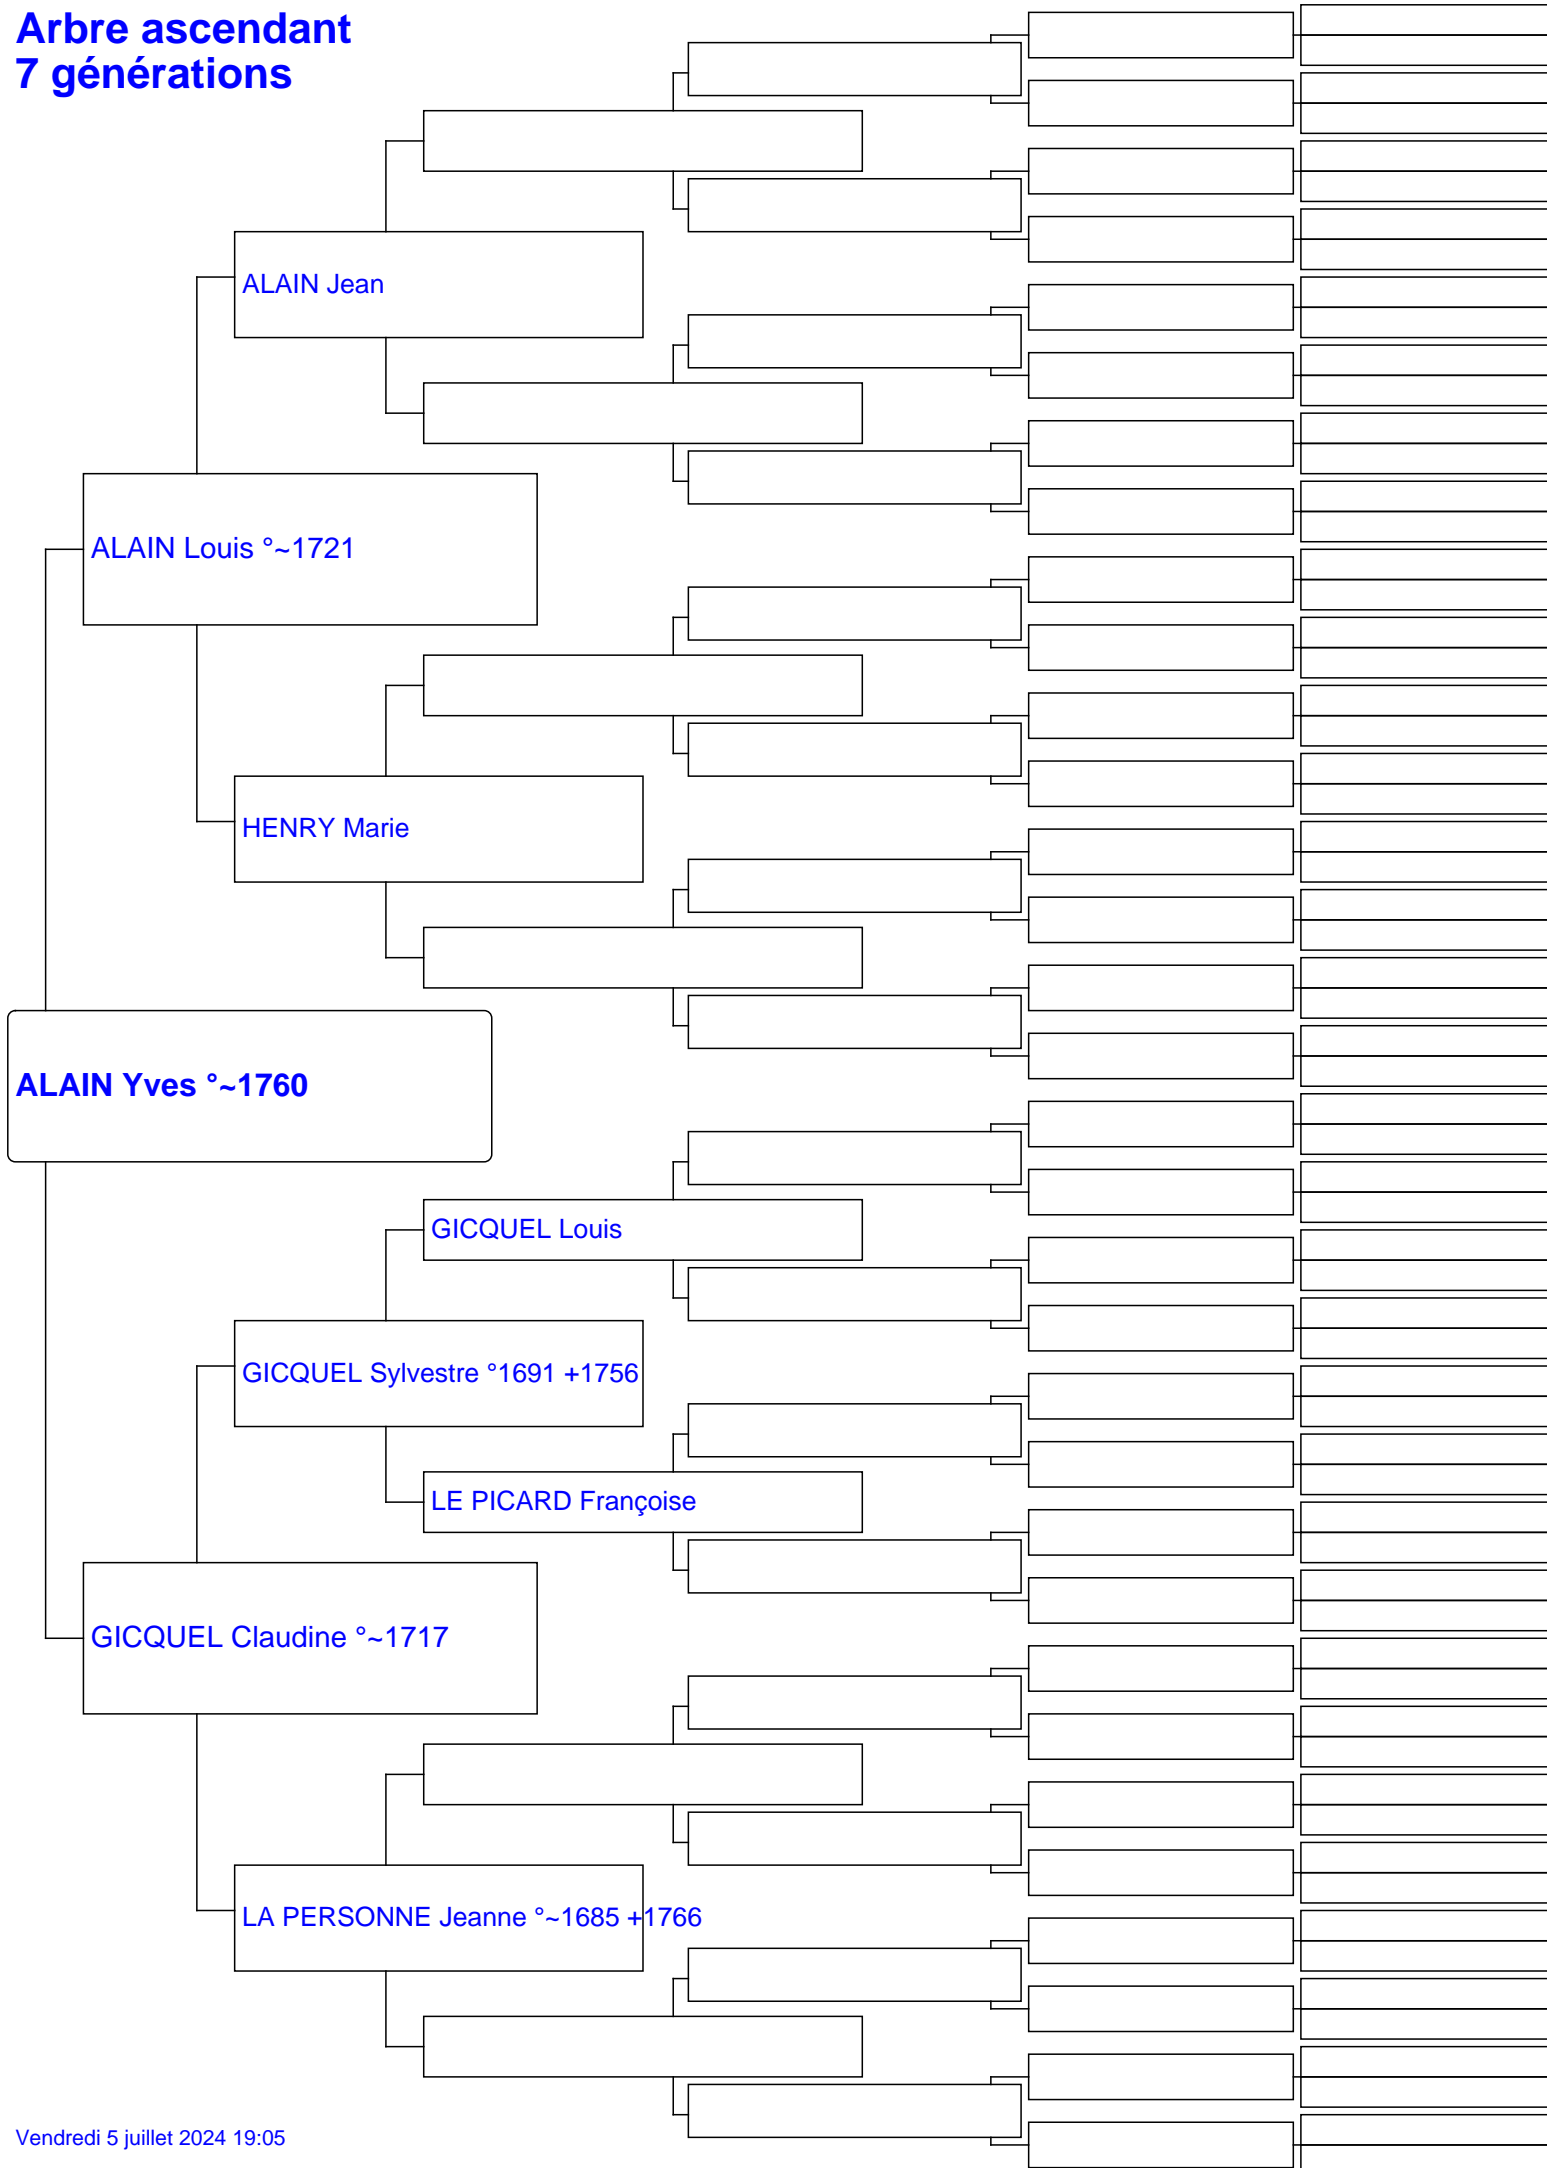 Arbre ascendant
7 générations
ALAIN Jean
ALAIN Louis °~1721
HENRY Marie
ALAIN Yves °~1760
GICQUEL Louis
GICQUEL Sylvestre °1691 +1756
LE PICARD Françoise
GICQUEL Claudine °~1717
LA PERSONNE Jeanne °~1685 +1766
Vendredi 5 juillet 2024 19:05